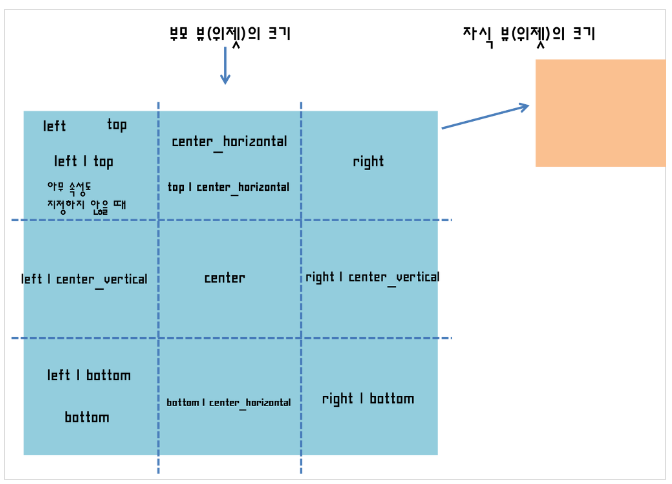 부모 뷰(위젯)의 크기
자식 뷰(위젯)의 크기
left top
left | top
아무 속성도
지정하지 않을 때
center_horizontal
top | center_horizontal
right
left | center_vertical
center
right | center_vertical
left | bottom
bottom
bottom | center_horizontal
right | bottom